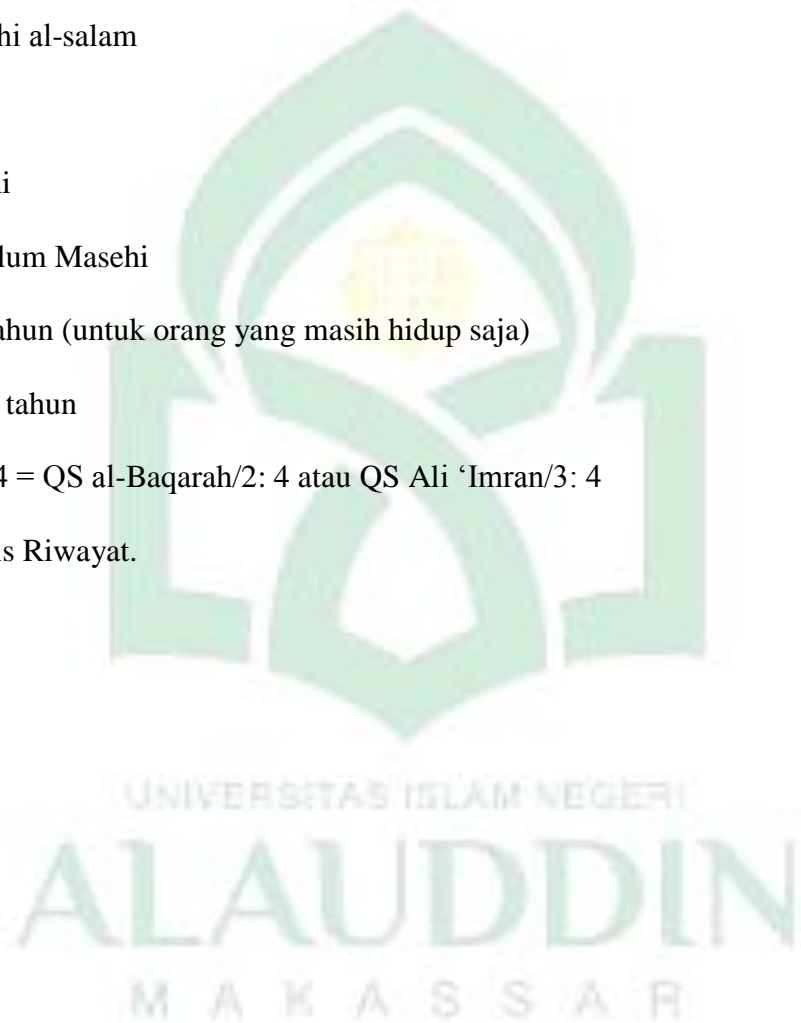 hi al-salam
i
lum Masehi
ahun (untuk orang yang masih hidup saja)
tahun
4 = QS al-Baqarah/2: 4 atau QS Ali ‘Imran/3: 4
s Riwayat.
UNIVERSITAS ISLAM NEGERI
ALAUDDIN
MAKASSAR